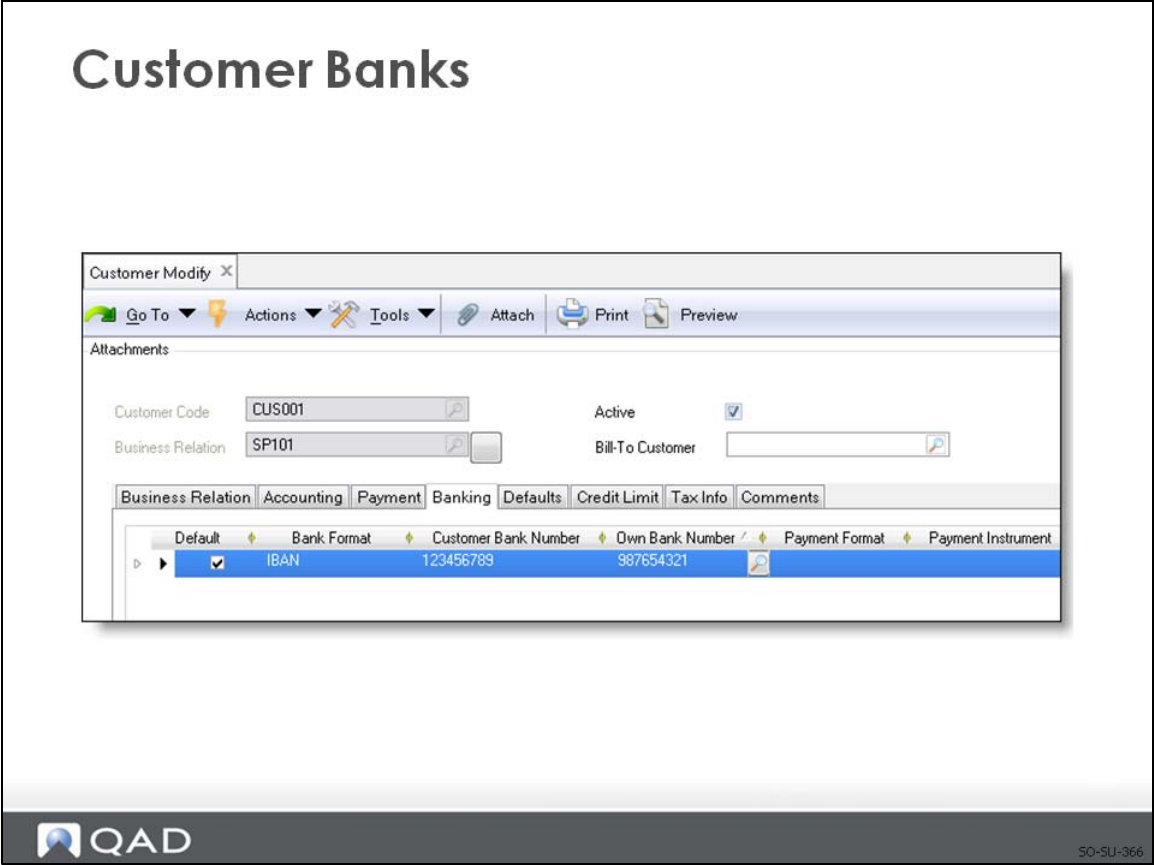 Customer Banks
Customer Modify X
Go To Actions Tools Attach Print Preview
Attachments
Customer Code CUS001 Active
Business Relation SP101 Bill-To Customer
Business Relation Accounting Payment Banking Defaults Credit Limit Tax Info Comments
Default Bank Format Customer Bank Number Own Bank Number Payment Format Payment Instrument
IBAN 123456789 987654321
QAD
SO-SU-366